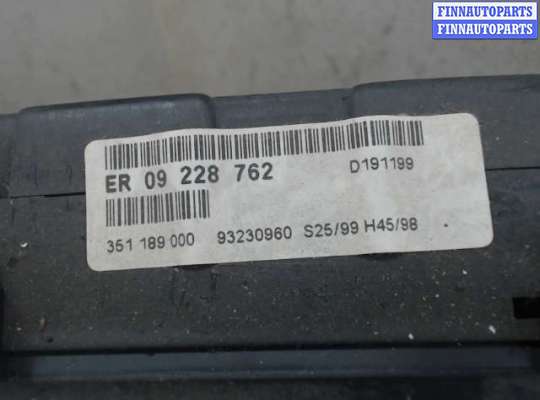 FINNAUTOPARTS
FINNAUTOPARTS
ER 09 228 762 D191199
351 189 000 93230960 S25/99 H45/98